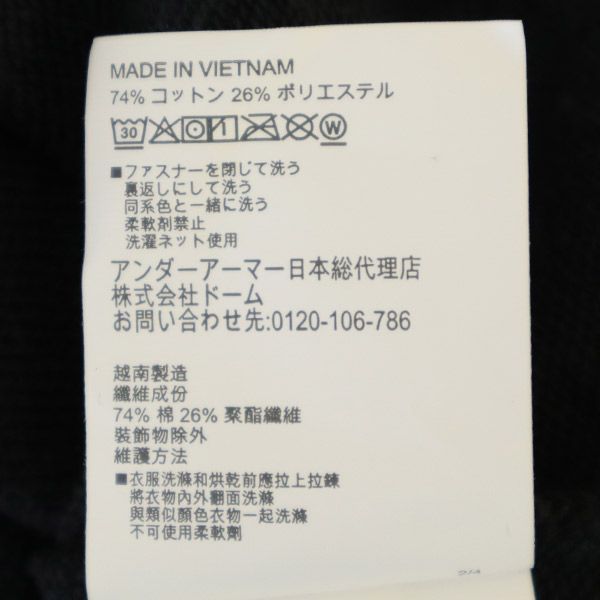 MADE IN VIETNAM
74% コットン 26% ポリエステル
30 W
■ファスナーを閉じて洗う
裏返しにして洗う
同系色と一緒に洗う
柔軟剤禁止
洗濯ネット使用
アンダーアーマー日本総代理店
株式会社ドーム
お問い合わせ先:0120-106-786
越南製造
纖維成份
74% 棉 26% 聚酯纖維
裝飾物除外
維護方法
■衣服洗滌和烘乾前應拉上拉鍊
將衣物內外翻面洗滌
與類似顏色衣物一起洗滌
不可使用柔軟劑
2/4